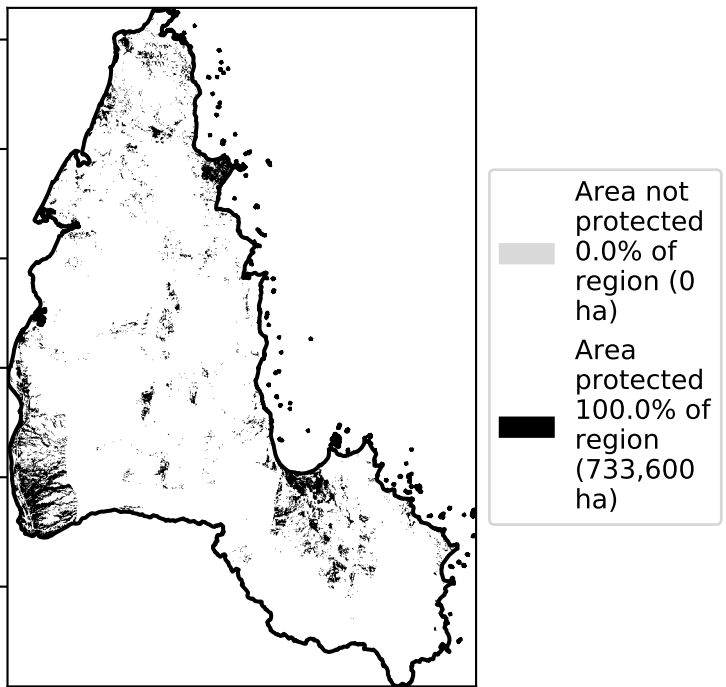 Area not
protected
0.0% of
region (0
ha)
Area
protected
100.0% of
region
(733,600
ha)